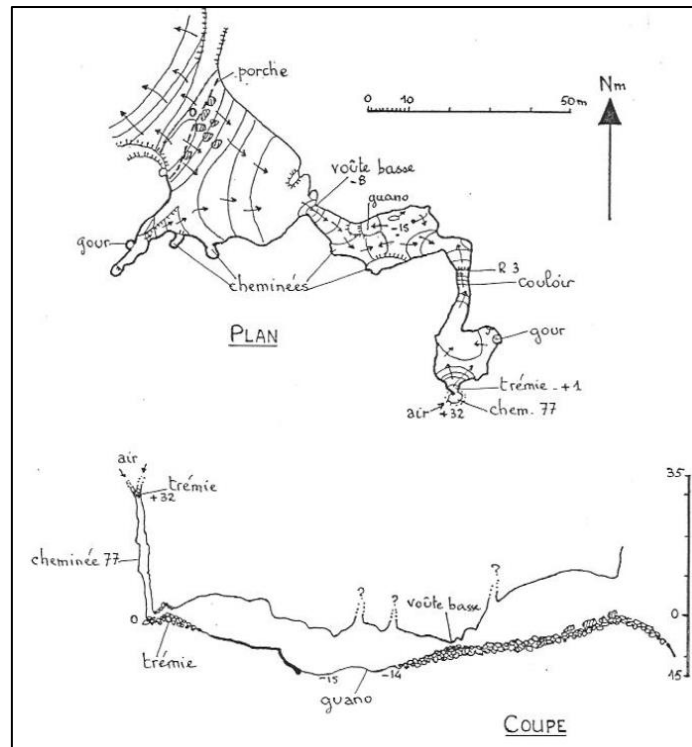 porche
0 10 50m
Nm
voûte basse
-8
guano
-15
gour
cheminées
R 3
couloir
PLAN
gour
trémie -+1
air +32 chem. 77
air
trémie
+32
35
cheminée 77
? ? ?
voûte basse
0
0
trémie
-15 -14
guano
15
COUPE